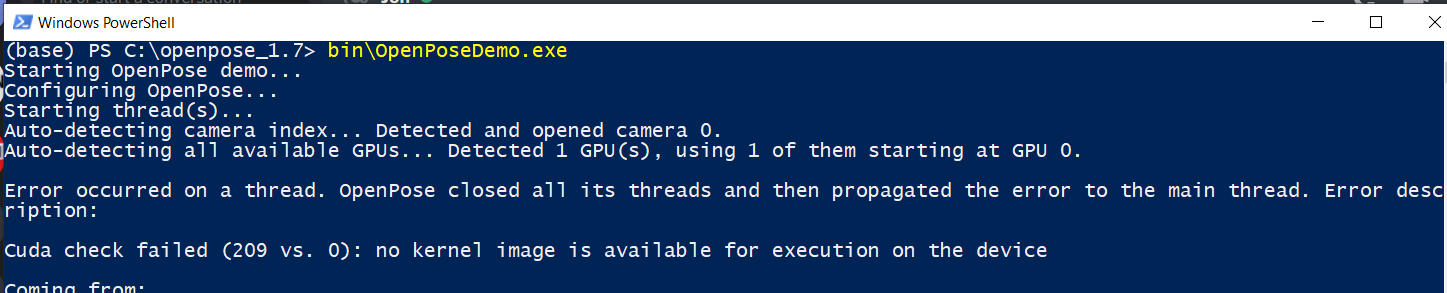 Windows PowerShell
(base) PS C:\openpose_1.7> bin\OpenPoseDemo.exe
Starting OpenPose demo...
Configuring OpenPose...
Starting thread(s)...
Auto-detecting camera index... Detected and opened camera 0.
Auto-detecting all available GPUs... Detected 1 GPU(s), using 1 of them starting at GPU 0.
Error occurred on a thread. OpenPose closed all its threads and then propagated the error to the main thread. Error desc
ription:
Cuda check failed (209 vs. 0): no kernel image is available for execution on the device
Coming from: